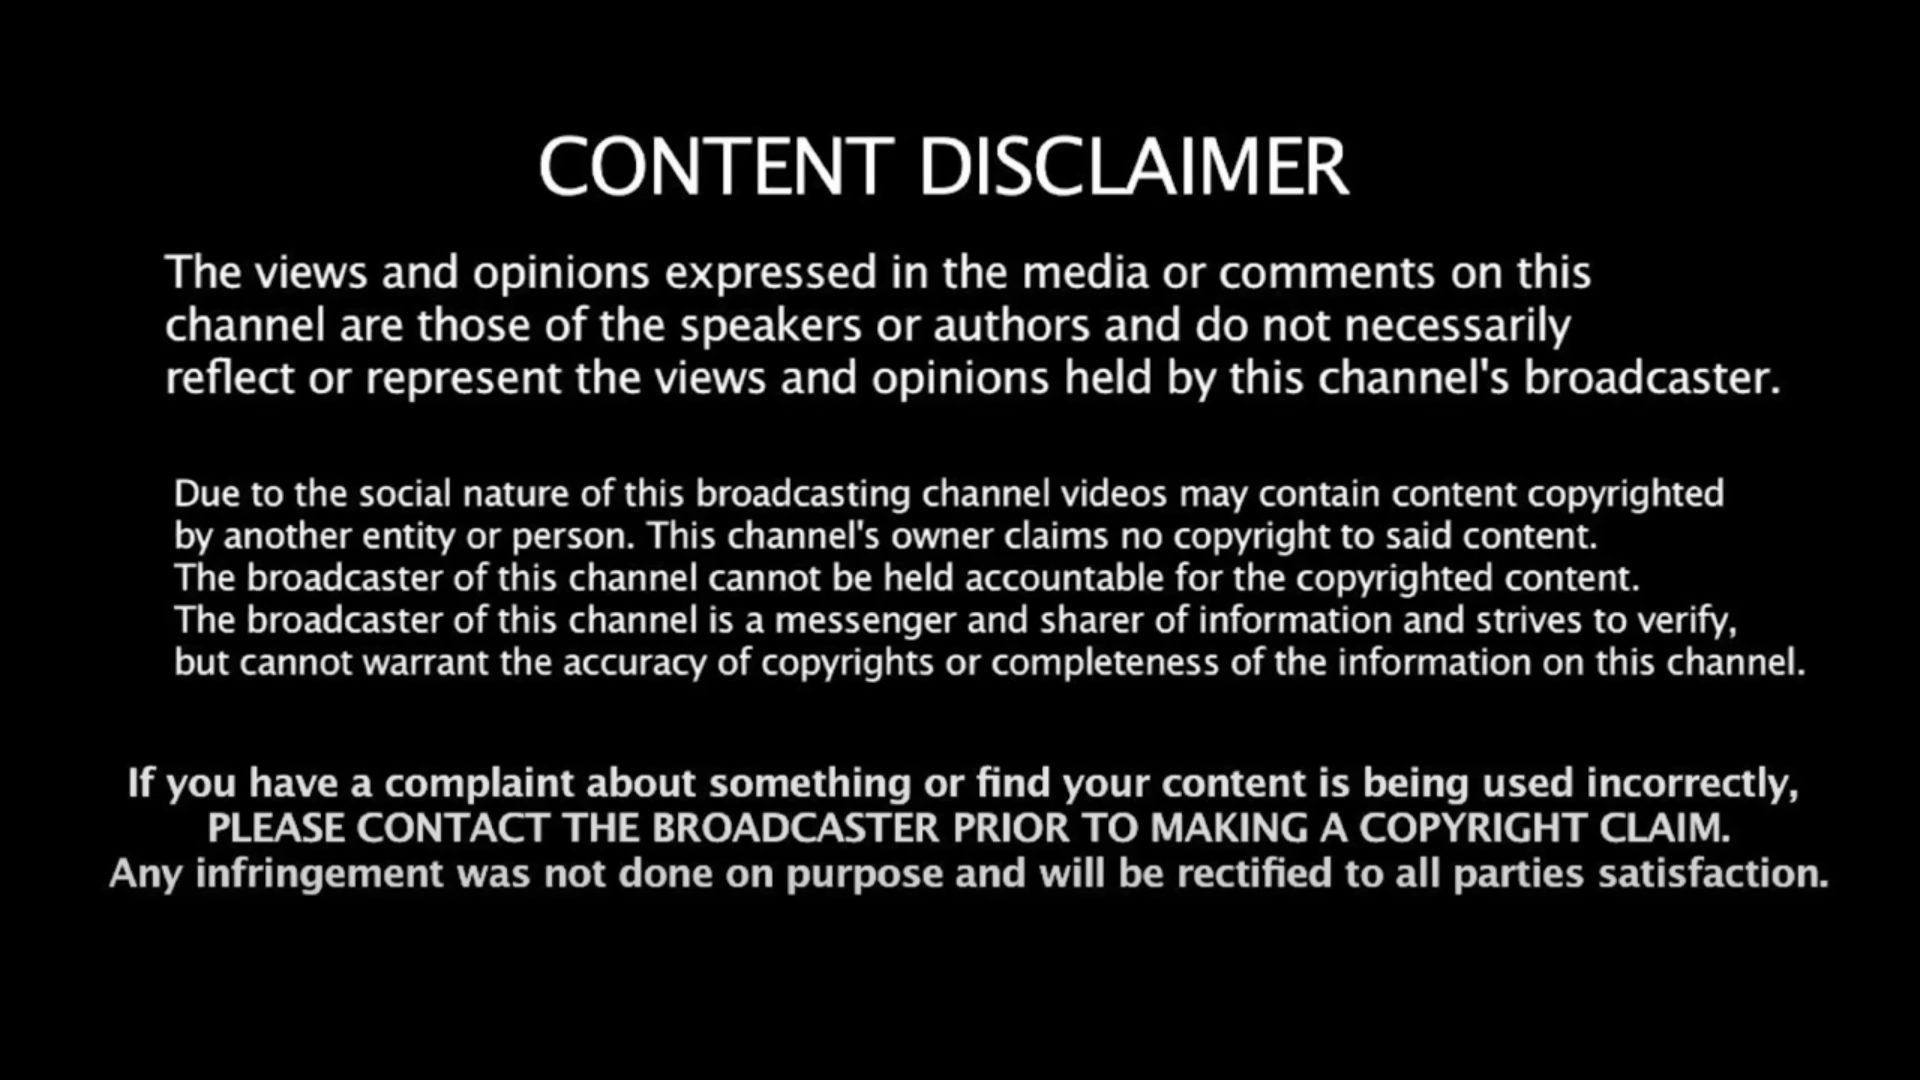 CONTENT DISCLAIMER
The views and opinions expressed in the media or comments on this
channel are those of the speakers or authors and do not necessarily
reflect or represent the views and opinions held by this channel's broadcaster.
Due to the social nature of this broadcasting channel videos may contain content copyrighted
by another entity or person. This channel's owner claims no copyright to said content.
The broadcaster of this channel cannot be held accountable for the copyrighted content.
The broadcaster of this channel is a messenger and sharer of information and strives to verify,
but cannot warrant the accuracy of copyrights or completeness of the information on this channel.
If you have a complaint about something or find your content is being used incorrectly,
PLEASE CONTACT THE BROADCASTER PRIOR TO MAKING A COPYRIGHT CLAIM.
Any infringement was not done on purpose and will be rectified to all parties satisfaction.